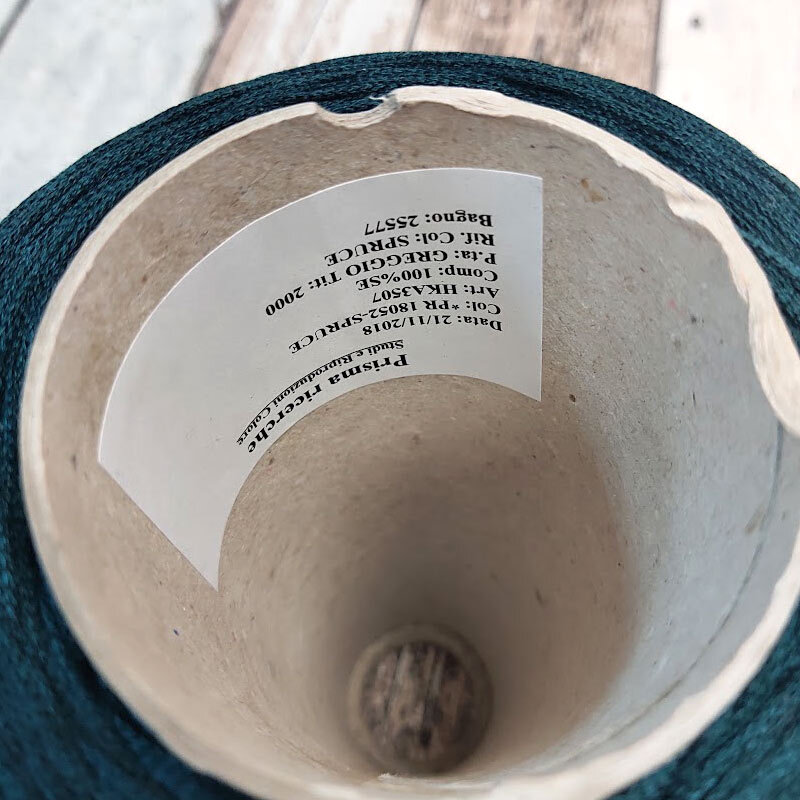 Prisma ricerche
Studi e Riproduzioni Colore
Data: 21/11/2018
Col: *PR 18052-SPRUCE
Art: HKA3507
Comp: 100%SE
P.ta: GREGGIO Tit: 2000
Rif. Col: SPRUCE
Bagno: 25577